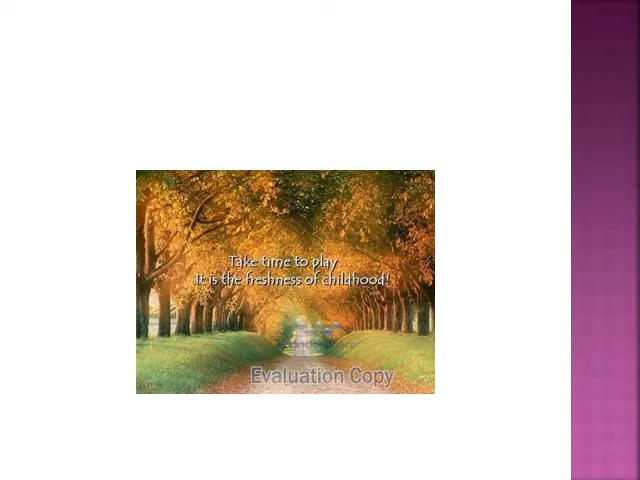 Take time to play...
It is the freshness of childhood!
Evaluation Copy